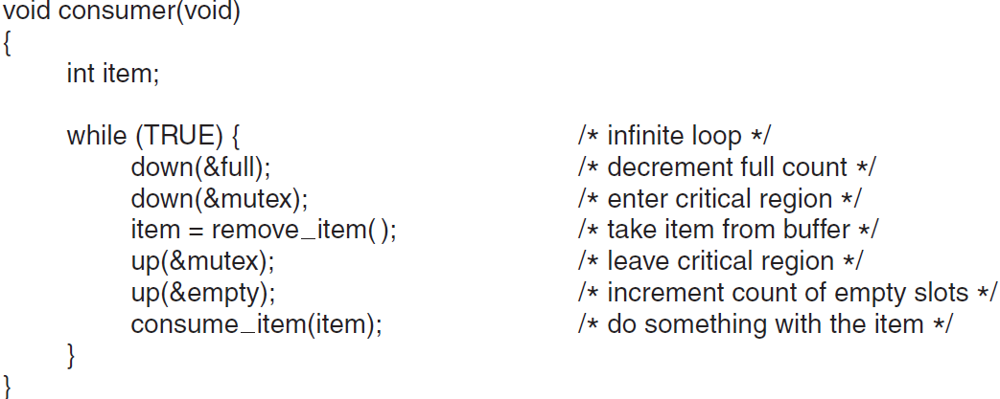 void consumer(void)
{
int item;
while (TRUE) { /* infinite loop */
down(&full); /* decrement full count */
down(&mutex); /* enter critical region */
item = remove_item( ); /* take item from buffer */
up(&mutex); /* leave critical region */
up(&empty); /* increment count of empty slots */
consume_item(item); /* do something with the item */
}
}